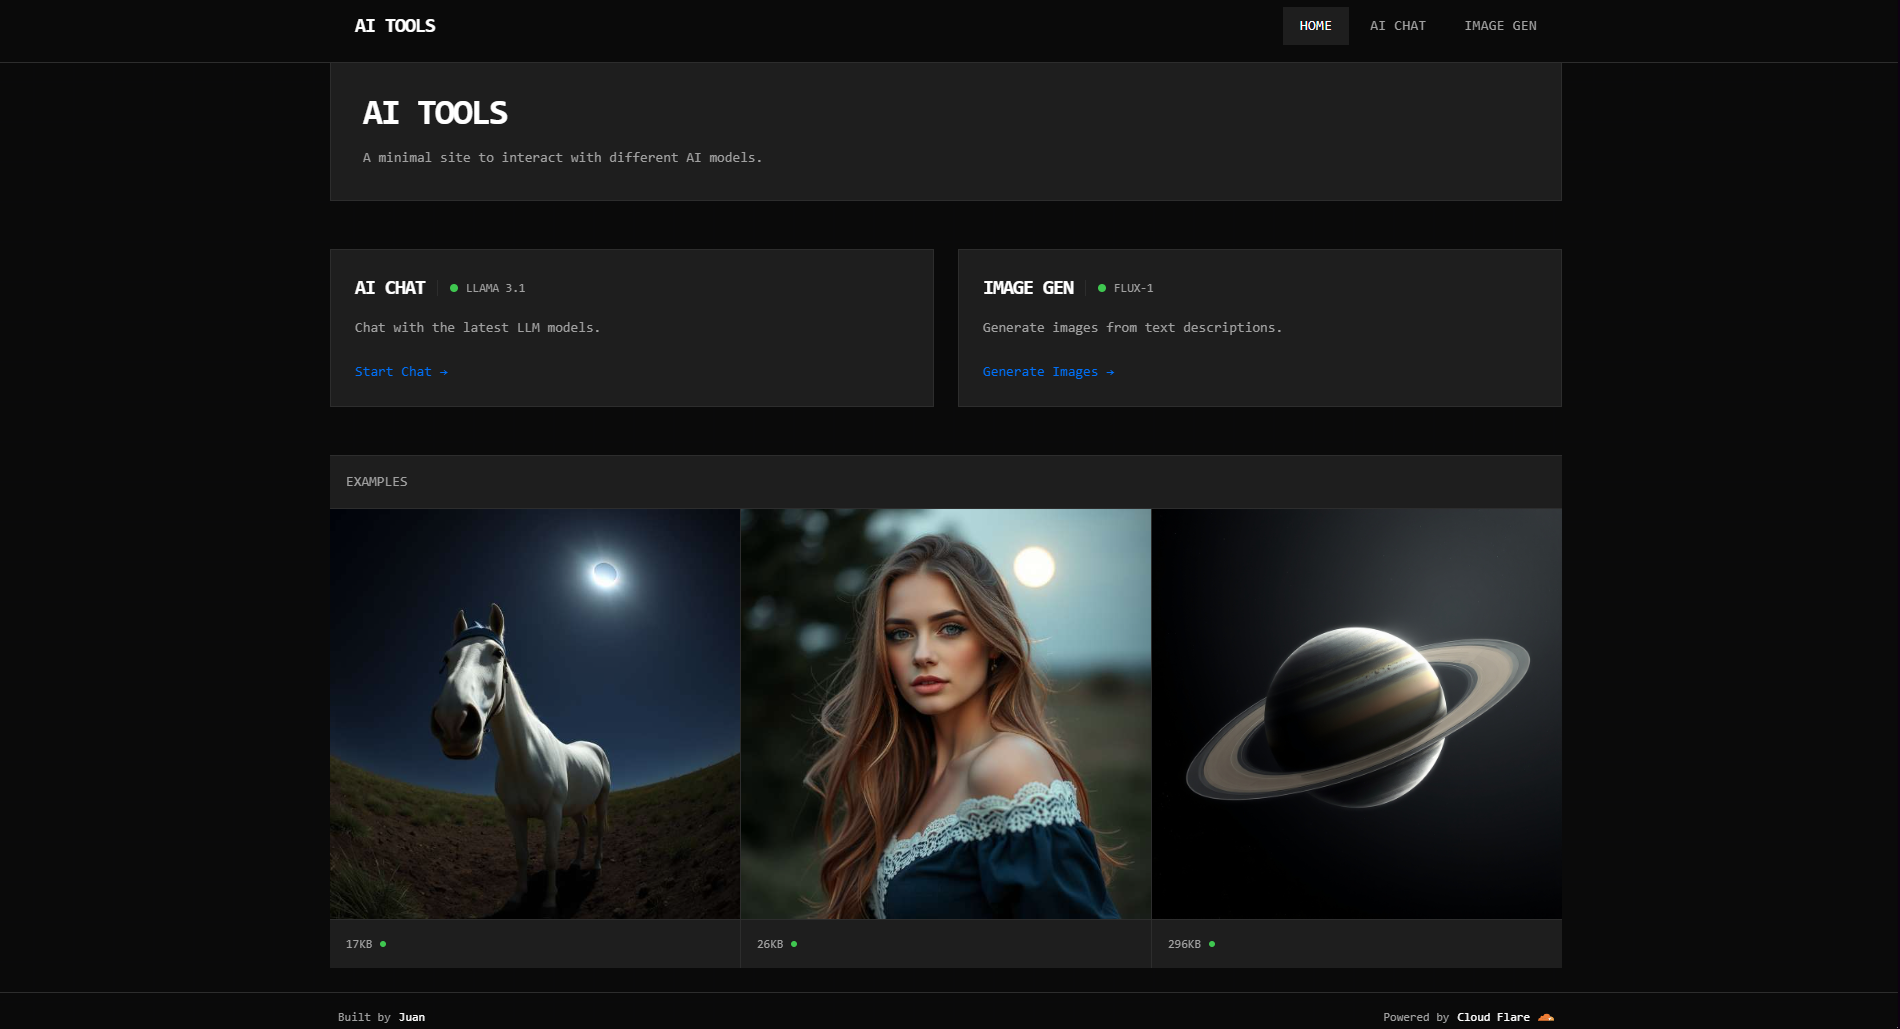 AI TOOLS
HOME AI CHAT IMAGE GEN
AI TOOLS
A minimal site to interact with different AI models.
AI CHAT LLAMA 3.1
Chat with the latest LLM models.
Start Chat →
IMAGE GEN FLUX-1
Generate images from text descriptions.
Generate Images →
EXAMPLES
17KB
26KB
296KB
Built by Juan
Powered by Cloud Flare